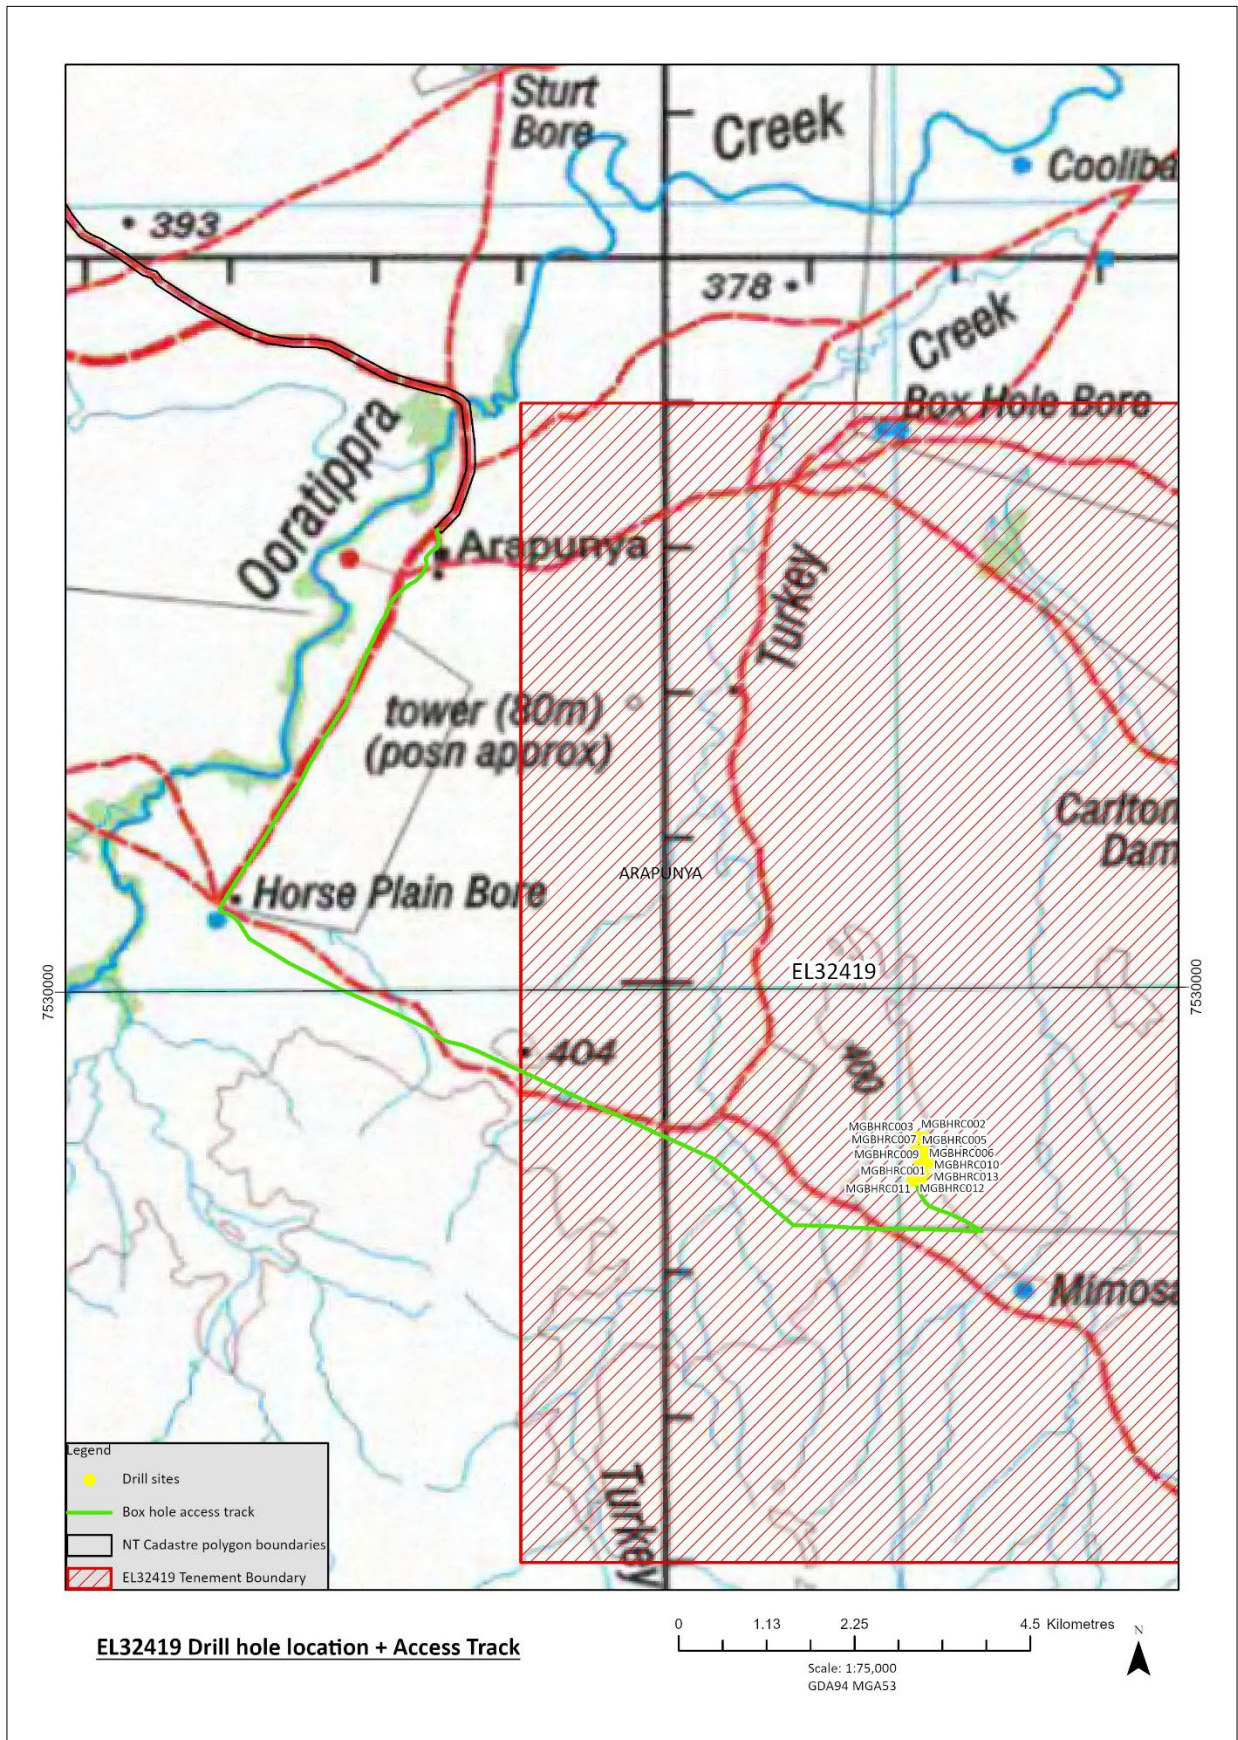 Sturt
Bore
Creek
Cooliba
393
378
Creek
Box Hole Bore
Ooratippra
Arapunya
Turkey
tower (80m)
(posn approx)
Carlton
Dam
ARAPUNYA
Horse Plain Bore
7530000
EL32419
7530000
404
400
MGBHRC003
MGBHRC002
MGBHRC007
MGBHRC005
MGBHRC009
MGBHRC006
MGBHRC010
MGBHRC001
MGBHRC013
MGBHRC011
MGBHRC012
Mimosa
Turkey
Legend
Drill sites
Box hole access track
NT Cadastre polygon boundaries
EL32419 Tenement Boundary
EL32419 Drill hole location + Access Track
0 1.13 2.25 4.5 Kilometres
N
Scale: 1:75,000
GDA94 MGA53